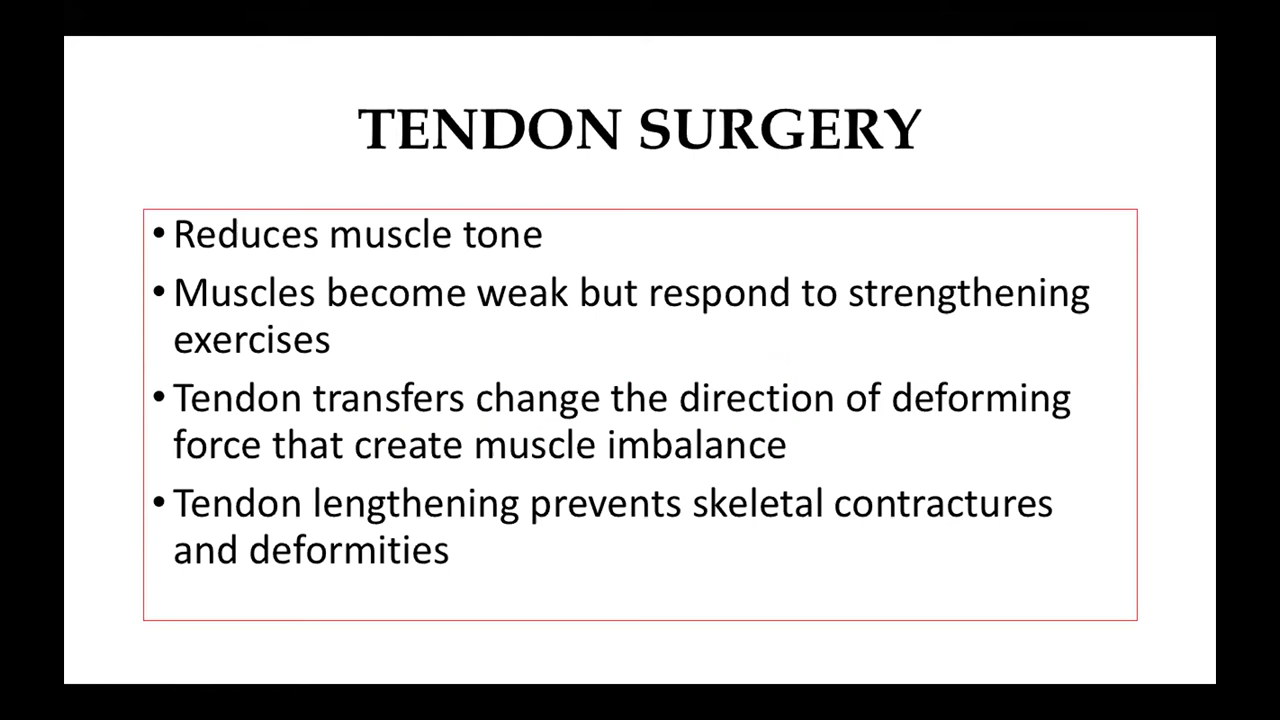 TENDON SURGERY
• Reduces muscle tone
• Muscles become weak but respond to strengthening
exercises
• Tendon transfers change the direction of deforming
force that create muscle imbalance
• Tendon lengthening prevents skeletal contractures
and deformities